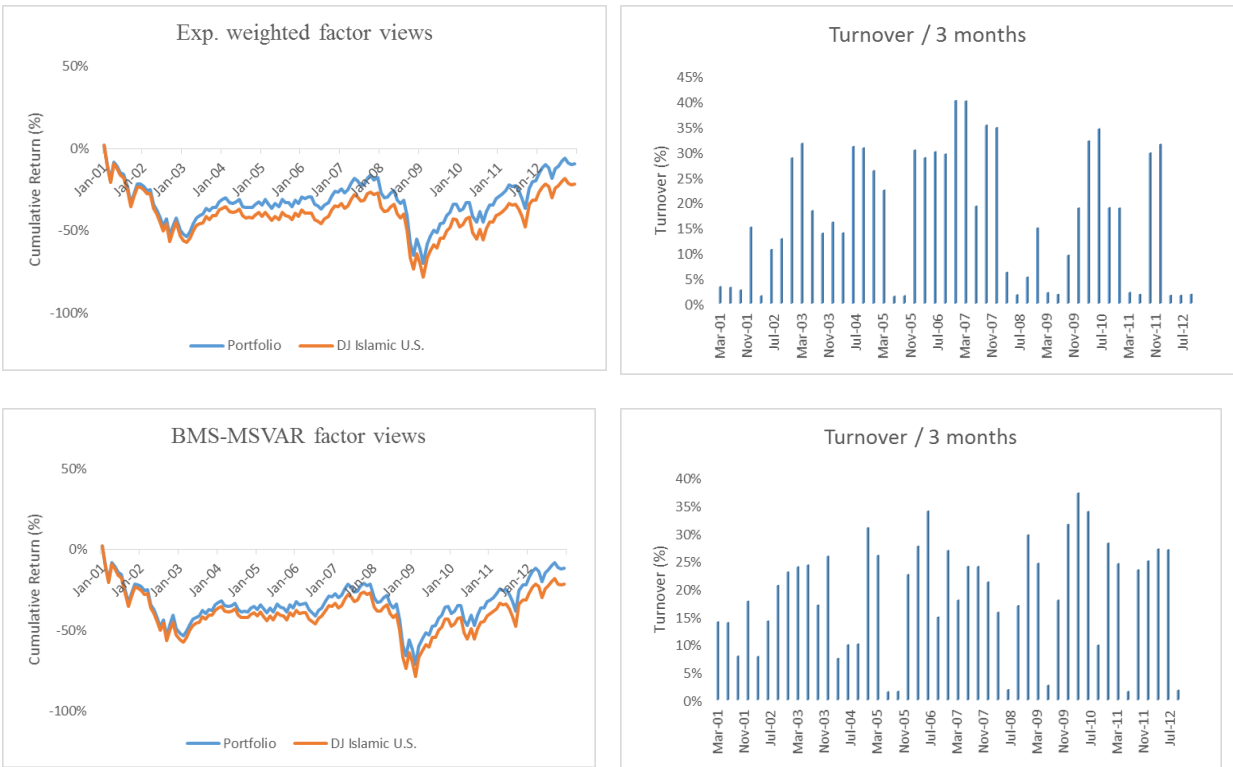 Exp. weighted factor views
50%
0%
-50%
-100%
Cumulative Return (%)
Jan-01
Jan-02
Jan-03
Jan-04
Jan-05
Jan-06
Jan-07
Jan-08
Jan-09
Jan-10
Jan-11
Jan-12
Portfolio
DJ Islamic U.S.
Turnover / 3 months
45%
40%
35%
30%
25%
20%
15%
10%
5%
0%
Turnover (%)
Mar-01
Nov-01
Jul-02
Mar-03
Nov-03
Jul-04
Mar-05
Nov-05
Jul-06
Mar-07
Nov-07
Jul-08
Mar-09
Nov-09
Jul-10
Mar-11
Nov-11
Jul-12
BMS-MSVAR factor views
50%
0%
-50%
-100%
Cumulative Return (%)
Jan-01
Jan-02
Jan-03
Jan-04
Jan-05
Jan-06
Jan-07
Jan-08
Jan-09
Jan-10
Jan-11
Jan-12
Portfolio
DJ Islamic U.S.
Turnover / 3 months
40%
35%
30%
25%
20%
15%
10%
5%
0%
Turnover (%)
Mar-01
Nov-01
Jul-02
Mar-03
Nov-03
Jul-04
Mar-05
Nov-05
Jul-06
Mar-07
Nov-07
Jul-08
Mar-09
Nov-09
Jul-10
Mar-11
Nov-11
Jul-12